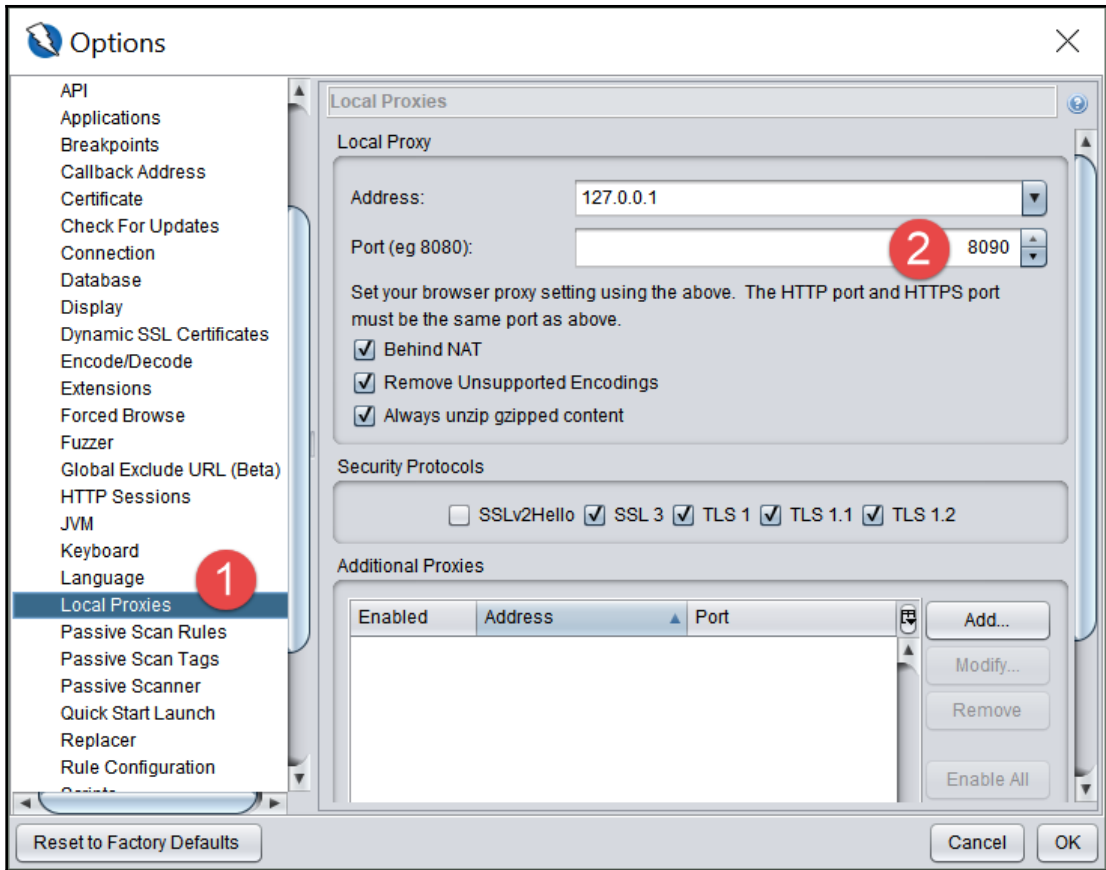 Options
API
Applications
Breakpoints
Callback Address
Certificate
Check For Updates
Connection
Database
Display
Dynamic SSL Certificates
Encode/Decode
Extensions
Forced Browse
Fuzzer
Global Exclude URL (Beta)
HTTP Sessions
JVM
Keyboard
Language
1
Local Proxies
Passive Scan Rules
Passive Scan Tags
Passive Scanner
Quick Start Launch
Replacer
Rule Configuration
Scripts
Local Proxies
Local Proxy
Address: 127.0.0.1
Port (eg 8080): 2 8090
Set your browser proxy setting using the above. The HTTP port and HTTPS port
must be the same port as above.
Behind NAT
Remove Unsupported Encodings
Always unzip gzipped content
Security Protocols
SSLv2Hello SSL 3 TLS 1 TLS 1.1 TLS 1.2
Additional Proxies
Enabled Address Port
Add...
Modify...
Remove
Enable All
Reset to Factory Defaults Cancel OK